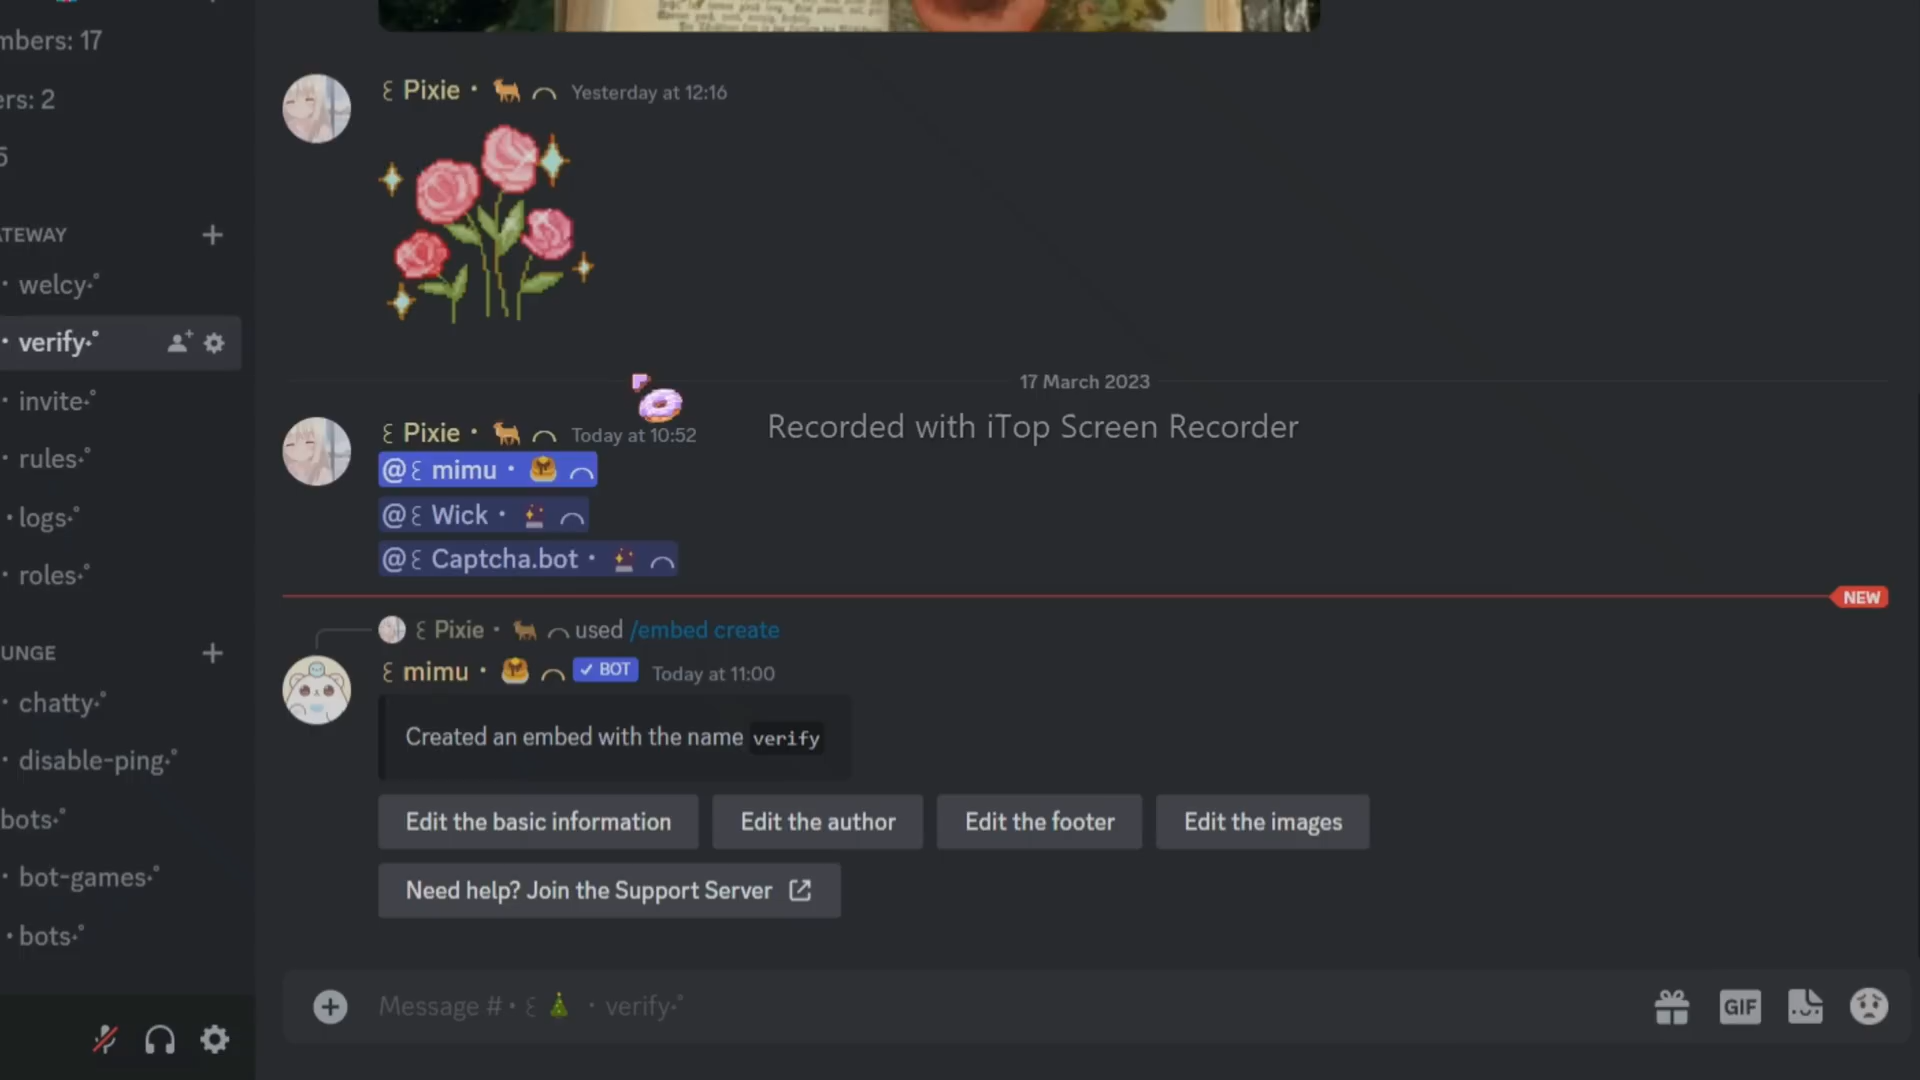 mbers: 17
ers: 2
5
ATEWAY
welcy
verify
invite
rules
logs
roles
UNGE
chatty
disable-ping
bots
bot-games
bots
Pixie Yesterday at 12:16
17 March 2023
Recorded with iTop Screen Recorder
Pixie Today at 10:52
@ mimu
@ Wick
@ Captcha.bot
NEW
Pixie used /embed create
mimu ✓ BOT Today at 11:00
Created an embed with the name verify
Edit the basic information
Edit the author
Edit the footer
Edit the images
Need help? Join the Support Server
Message # verify
GIF